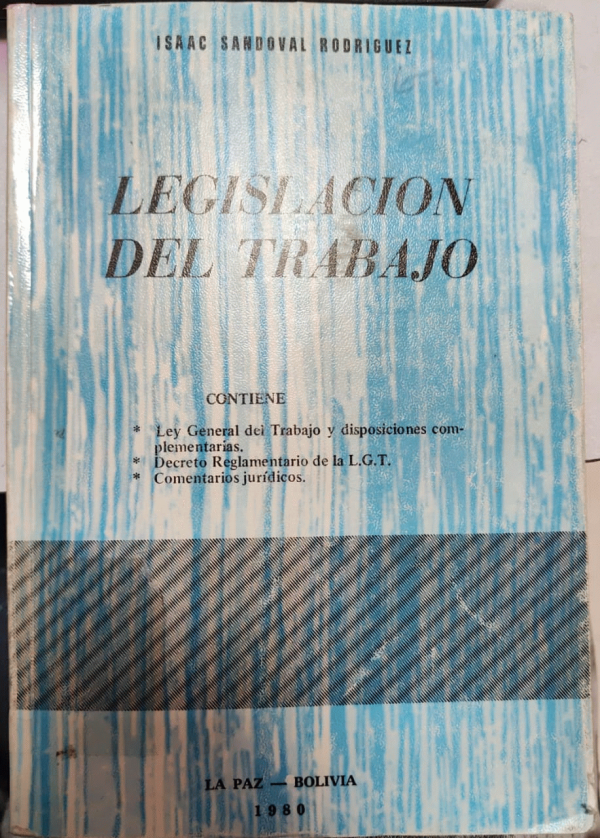 ISAAC SANDOVAL RODRIGUEZ
LEGISLACION
DEL TRABAJO
CONTIENE
* Ley General del Trabajo y disposiciones com-
plementarias.
* Decreto Reglamentario de la L.G.T.
* Comentarios jurídicos.
LA PAZ — BOLIVIA
1980